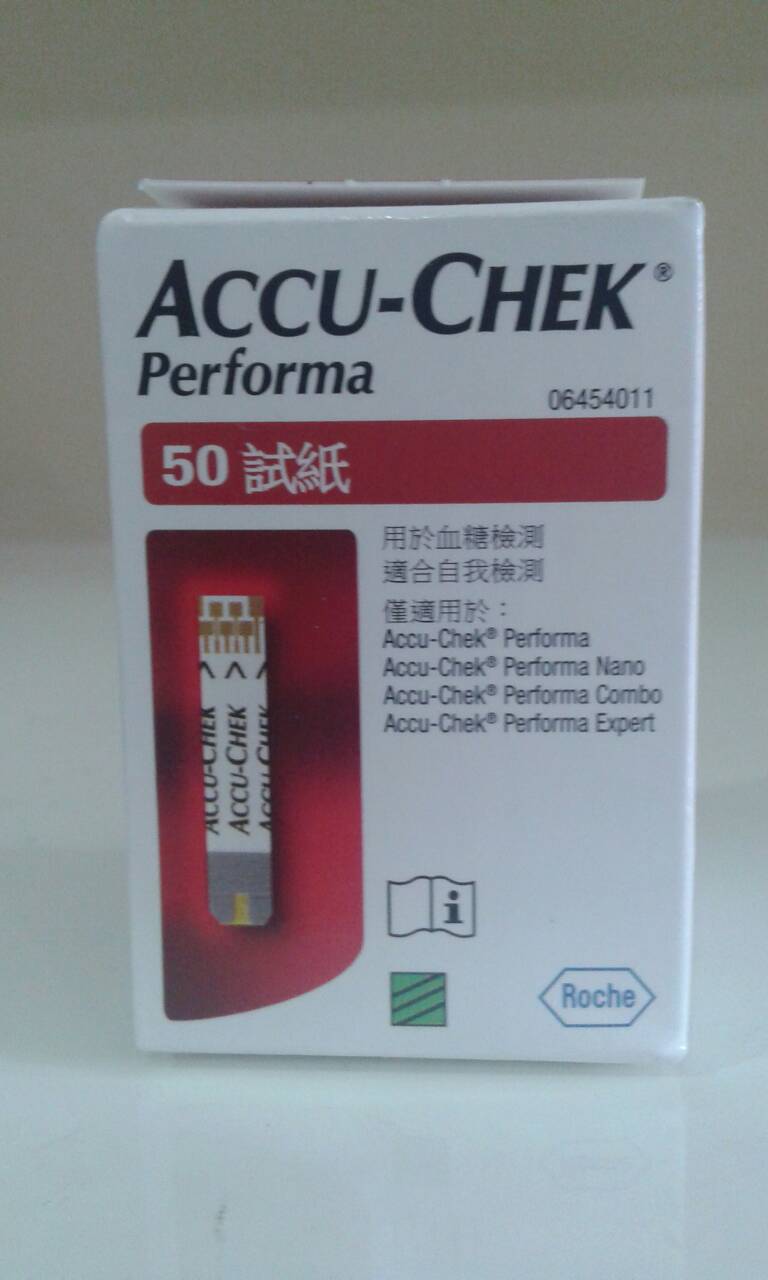 ACCU-CHEK®
Performa
06454011
50 試紙
用於血糖檢測
適合自我檢測
僅適用於：
Accu-Chek® Performa
Accu-Chek® Performa Nano
Accu-Chek® Performa Combo
Accu-Chek® Performa Expert
ACCU-CHEK
ACCU-CHEK
ACCU-CHEK
i
Roche